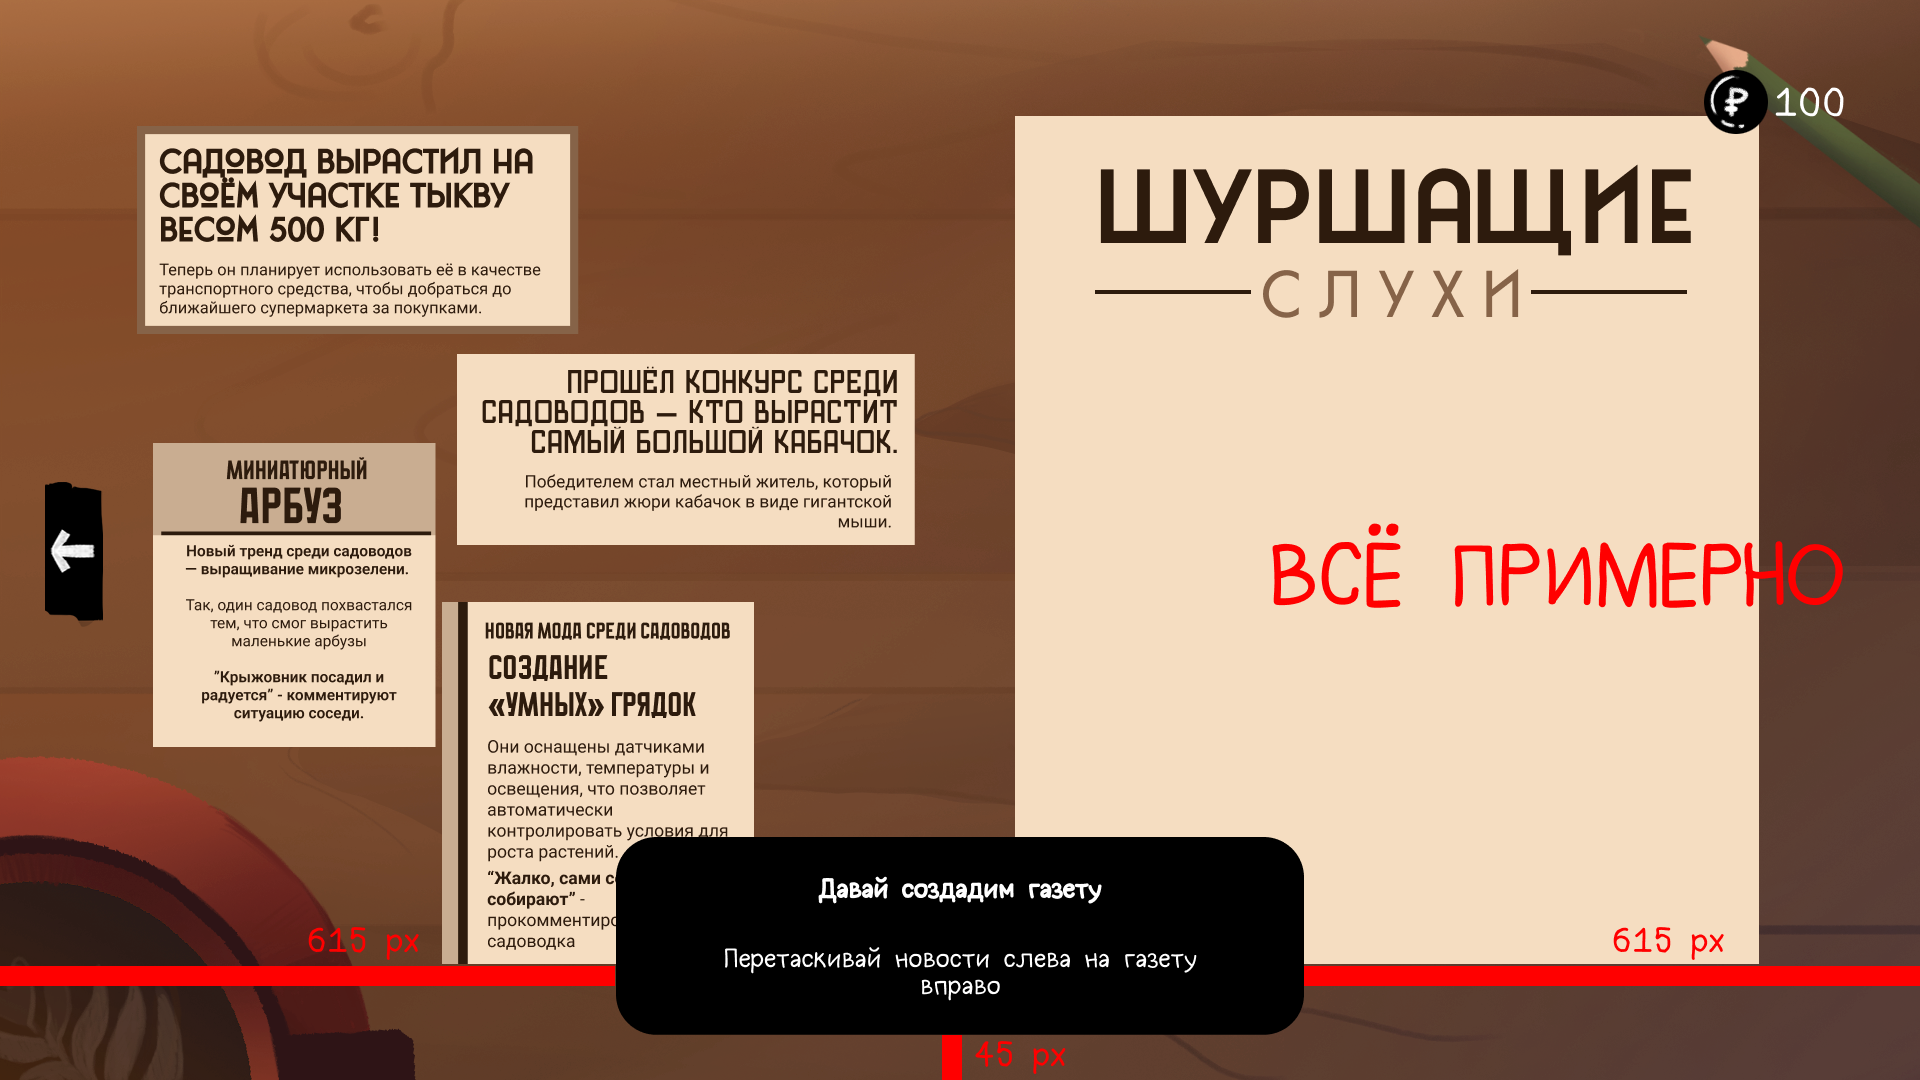 100
САДОВОД ВЫРАСТИЛ НА
СВОЁМ УЧАСТКЕ ТЫКВУ
ВЕСОМ 500 КГ!
Теперь он планирует использовать её в качестве
транспортного средства, чтобы добраться до
ближайшего супермаркета за покупками.
ПРОШЁЛ КОНКУРС СРЕДИ
САДОВОДОВ — КТО ВЫРАСТИТ
САМЫЙ БОЛЬШОЙ КАБАЧОК.
Победителем стал местный житель, который
представил жюри кабачок в виде гигантской
мыши.
МИНИАТЮРНЫЙ
АРБУЗ
Новый тренд среди садоводов
— выращивание микрозелени.
Так, один садовод похвастался
тем, что смог вырастить
маленькие арбузы
"Крыжовник посадил и
радуется" - комментируют
ситуацию соседи.
НОВАЯ МОДА СРЕДИ САДОВОДОВ
СОЗДАНИЕ
«УМНЫХ» ГРЯДОК
Они оснащены датчиками
влажности, температуры и
освещения, что позволяет
автоматически
контролировать условия для
роста растений.
"Жалко, сами
собирают" -
садоводка
ШУРШАЩИЕ
СЛУХИ
ВСЁ ПРИМЕРНО
615 px
615 px
Давай создадим газету
Перетаскивай новости слева на газету
вправо
45 px